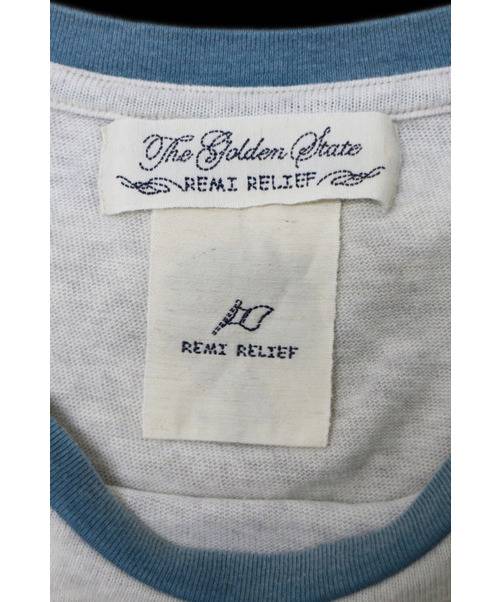 The Golden State
REMI RELIEF
REMI RELIEF